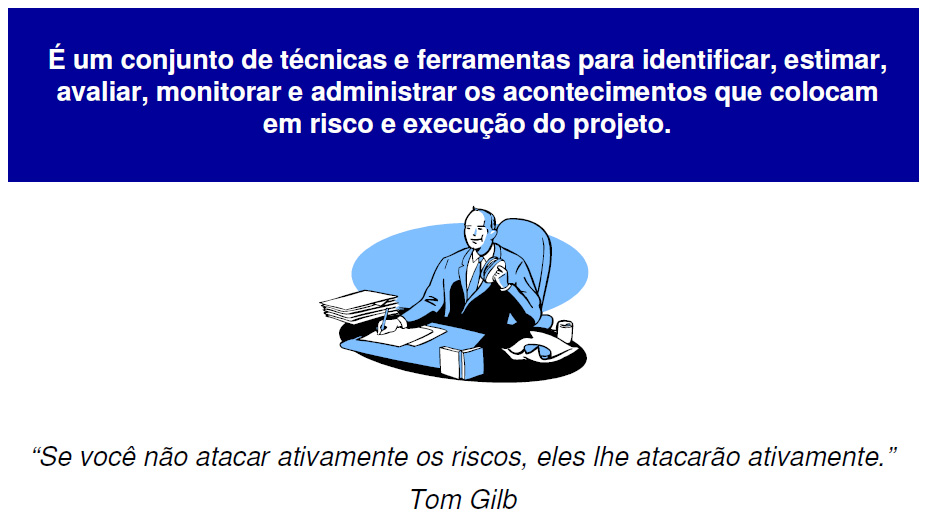 É um conjunto de técnicas e ferramentas para identificar, estimar,
avaliar, monitorar e administrar os acontecimentos que colocam
em risco e execução do projeto.
“Se você não atacar ativamente os riscos, eles lhe atacarão ativamente.”
Tom Gilb